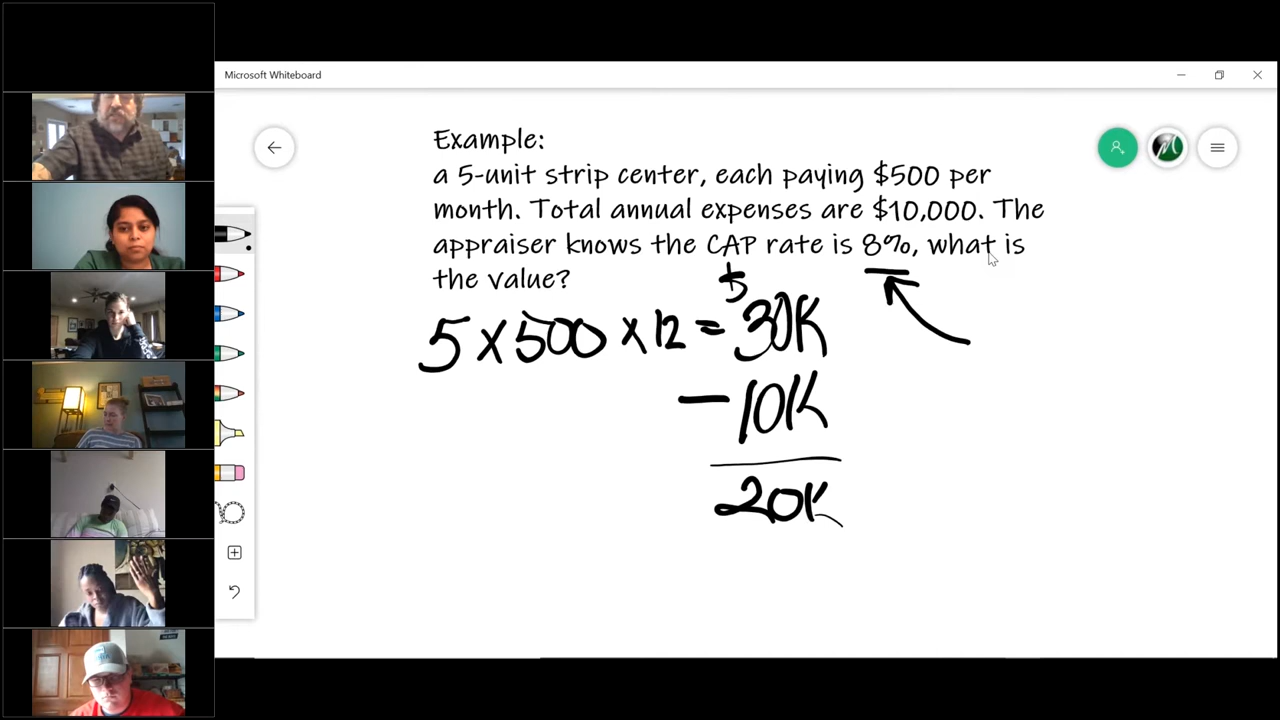 Microsoft Whiteboard
Example:
a 5-unit strip center, each paying $500 per
month. Total annual expenses are $10,000. The
appraiser knows the CAP rate is 8%, what is
the value?
5 x 500 x 12 = $30K
- 10K
20K